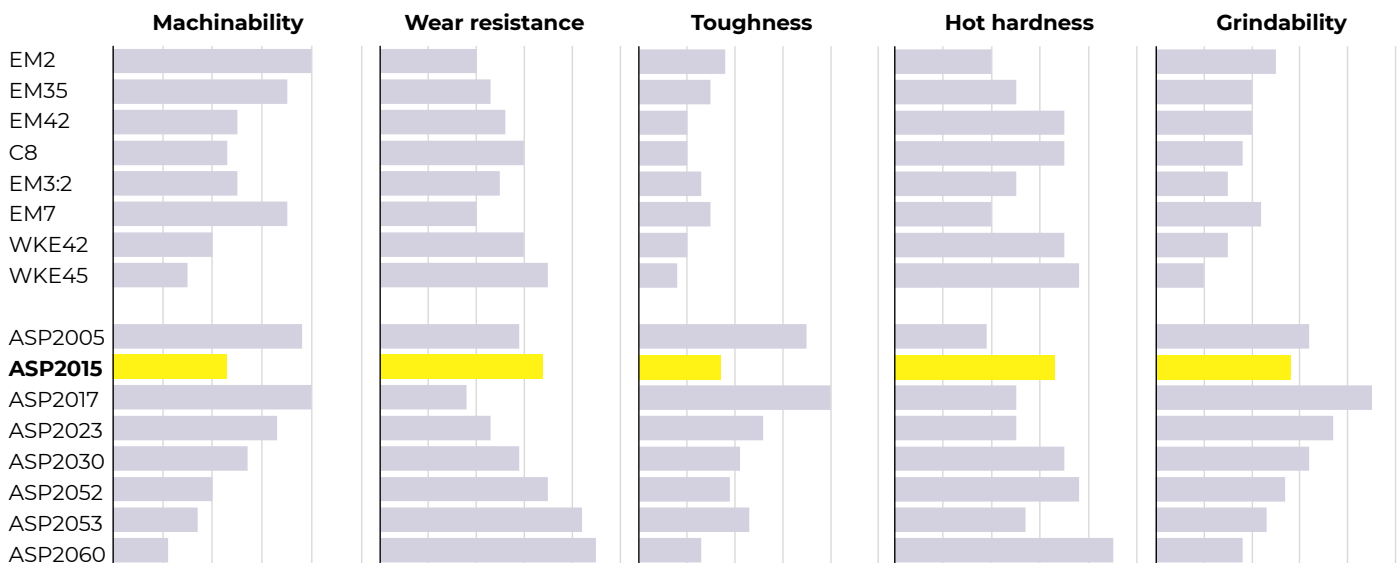 Machinability Wear resistance Toughness Hot hardness Grindability
EM2
EM35
EM42
C8
EM3:2
EM7
WKE42
WKE45
ASP2005
ASP2015
ASP2017
ASP2023
ASP2030
ASP2052
ASP2053
ASP2060